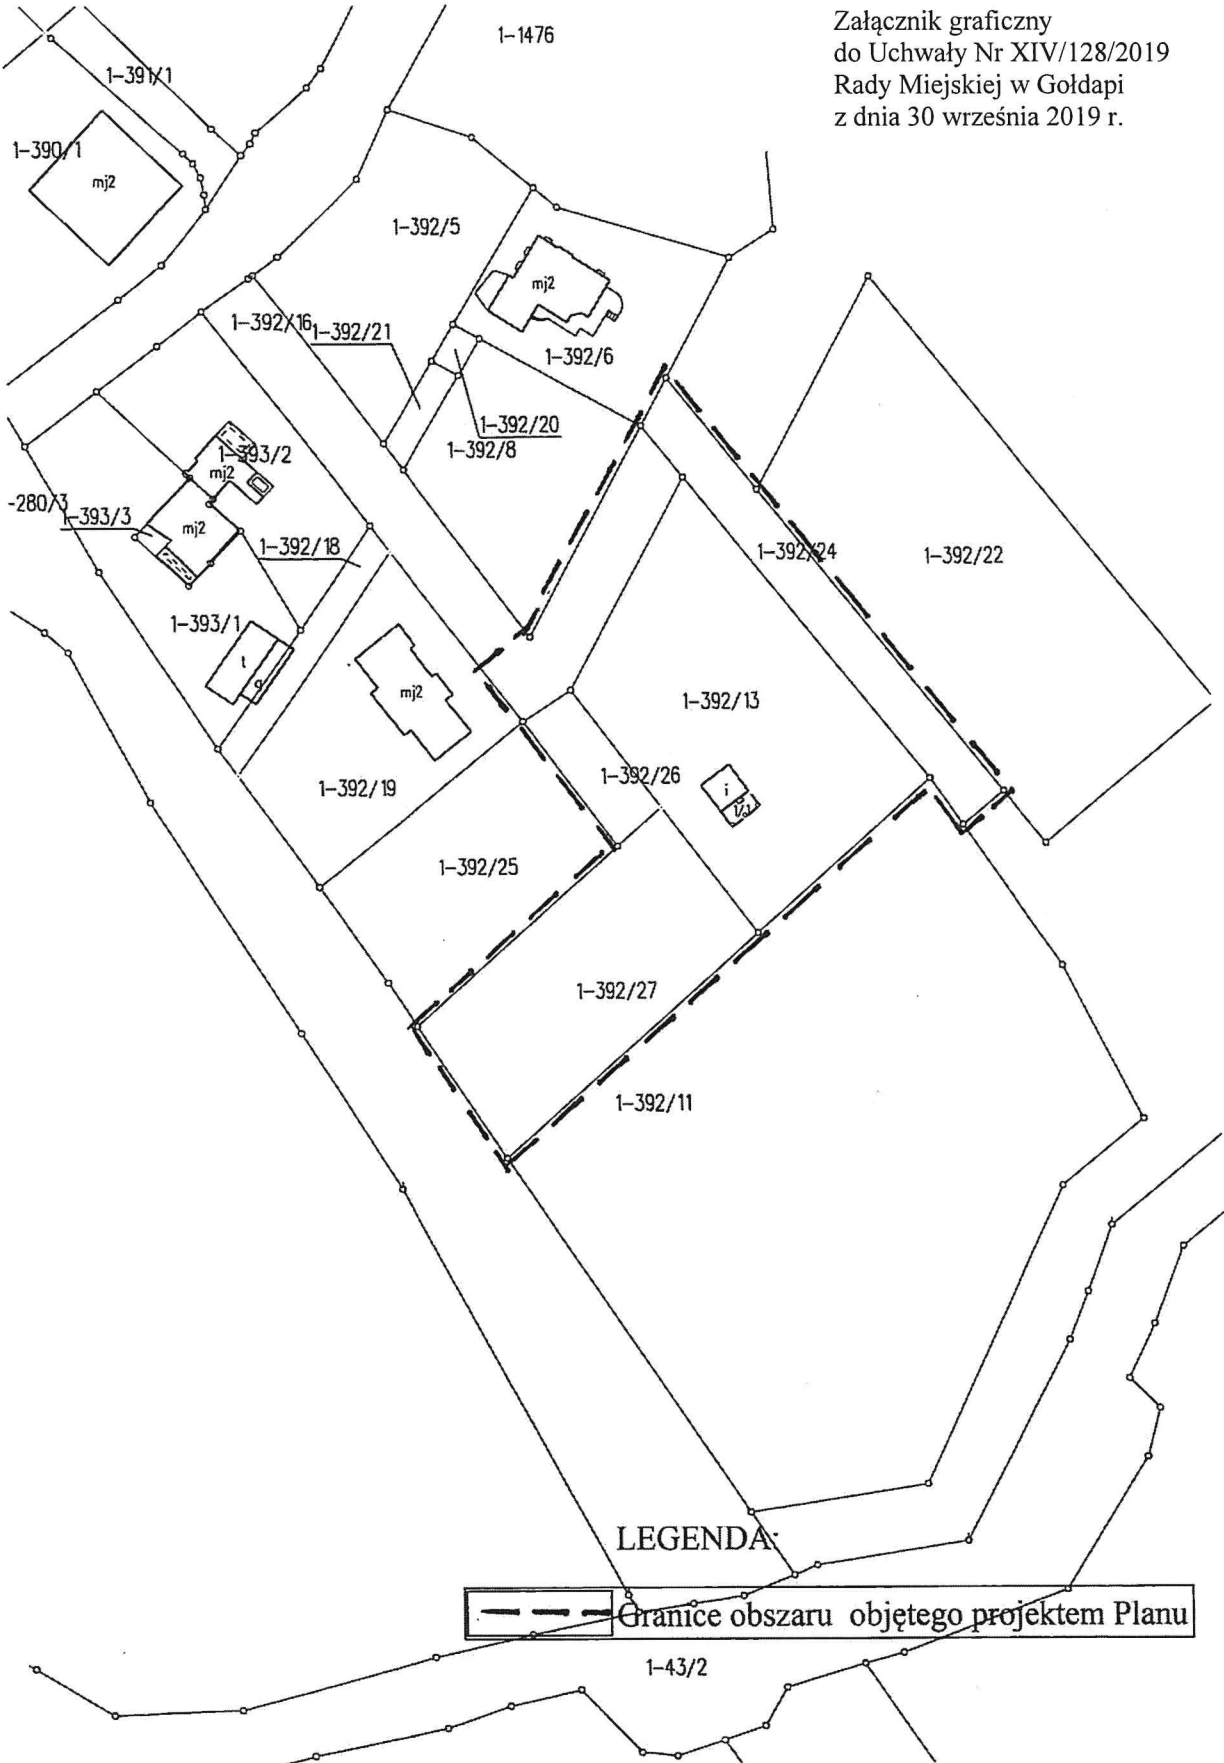 Załącznik graficzny
do Uchwały Nr XIV/128/2019
Rady Miejskiej w Gołdapi
z dnia 30 września 2019 r.
1-1476
1-391/1
1-390/1
mj2
1-392/5
mj2
1-392/16
1-392/21
1-392/6
1-392/20
1-392/8
1-393/2
mj2
-280/3
1-393/3
mj2
1-392/18
1-392/24
1-392/22
1-393/1
t
g
mj2
1-392/13
1-392/19
1-392/26
i
1-392/25
1-392/27
1-392/11
LEGENDA:
Granice obszaru objętego projektem Planu
1-43/2